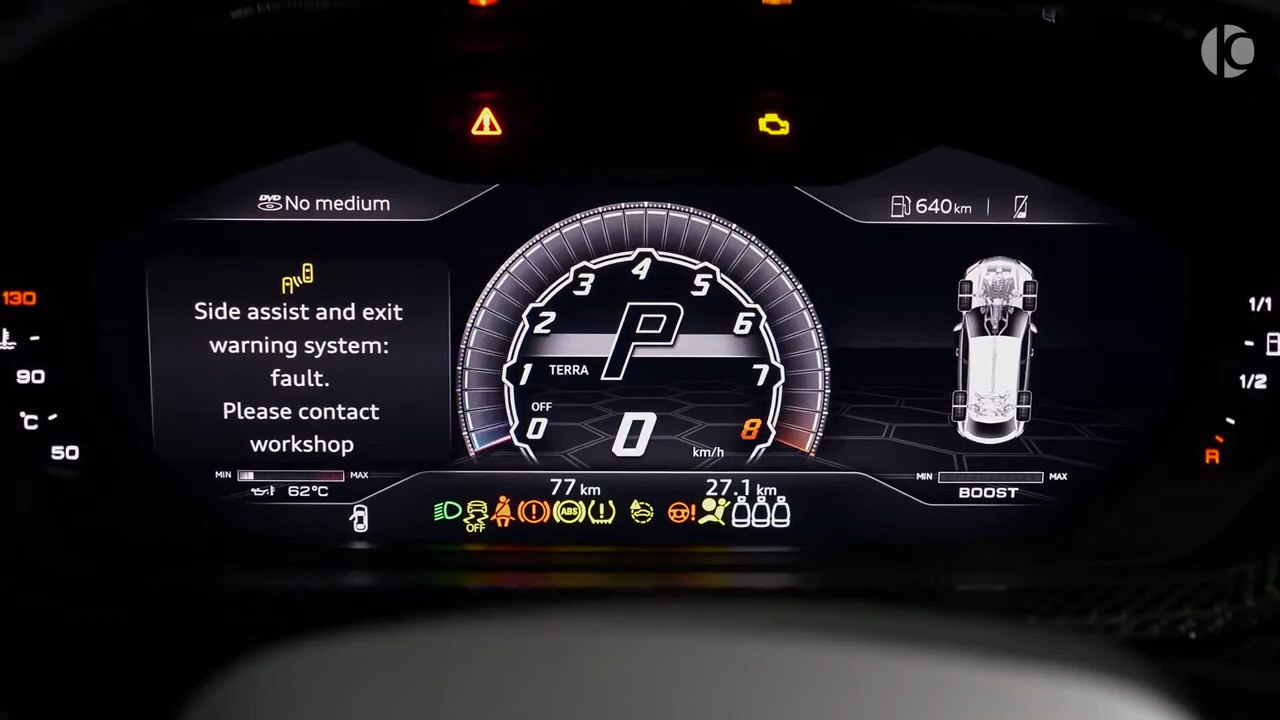 DVD No medium
640 km
130
90
°C
50
Side assist and exit
warning system:
fault.
Please contact
workshop
MIN MAX
62°C
0
1
2
3
4
5
6
7
8
P
TERRA
OFF
0
km/h
1/1
1/2
R
MIN MAX
BOOST
77 km
27.1 km
OFF
ABS